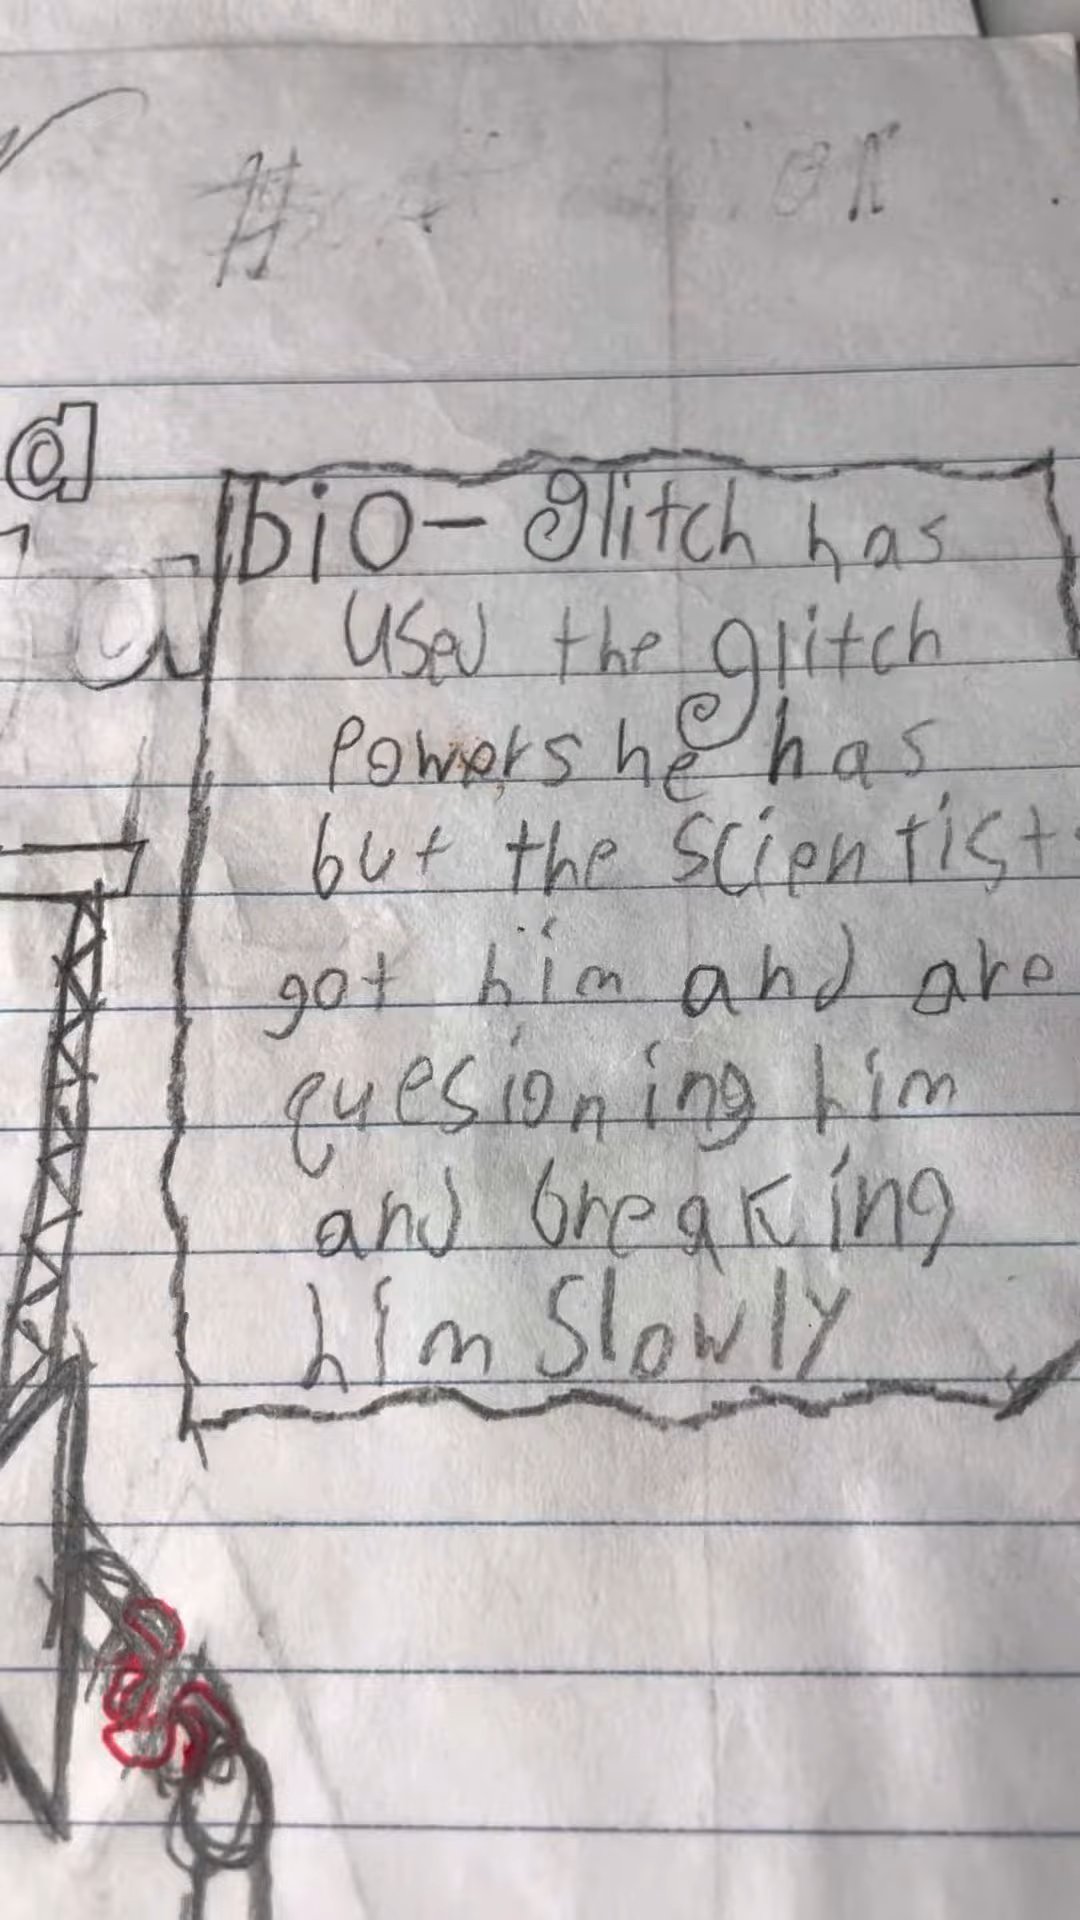 d
bio- glitch has
used the glitch
Powers he has
but the scientist
got him and are
quesioning him
and breaking
him Slowly